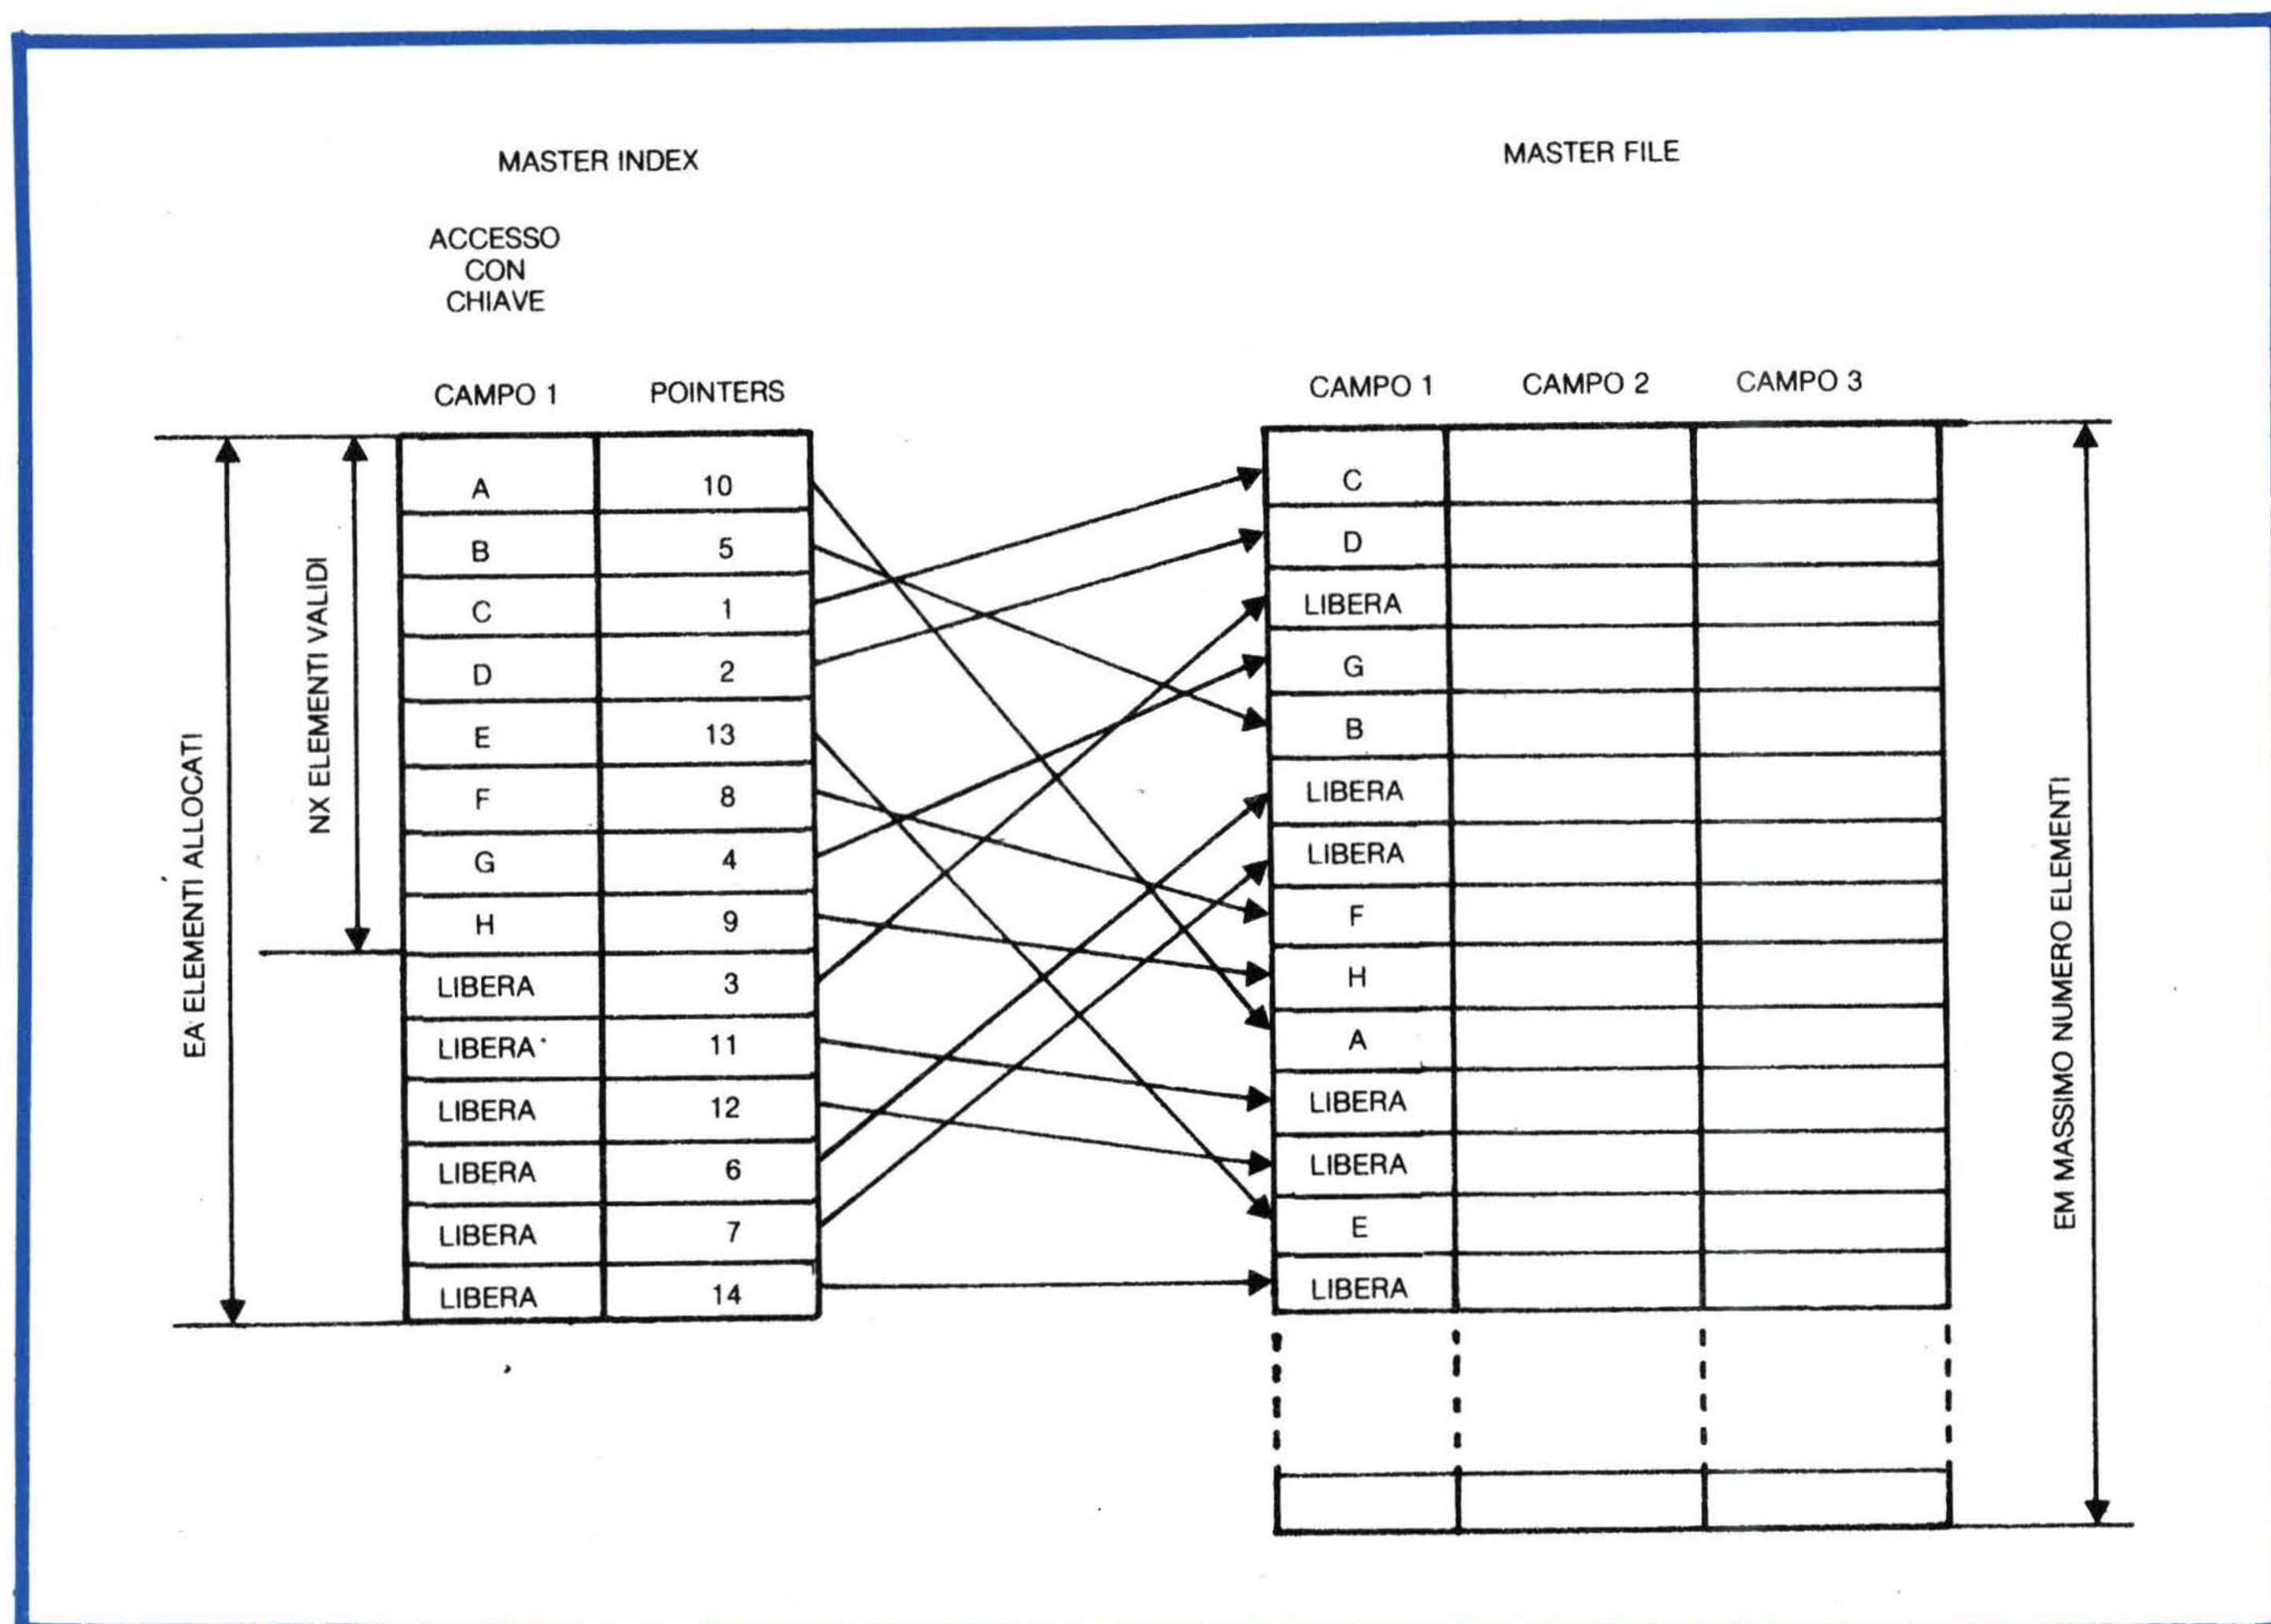 MASTER INDEX
MASTER FILE
ACCESSO
CON
CHIAVE
CAMPO 1 POINTERS
CAMPO 1 CAMPO 2 CAMPO 3
EA ELEMENTI ALLOCATI
NX ELEMENTI VALIDI
A 10
B 5
C 1
D 2
E 13
F 8
G 4
H 9
LIBERA 3
LIBERA 11
LIBERA 12
LIBERA 6
LIBERA 7
LIBERA 14
C
D
LIBERA
G
B
LIBERA
LIBERA
F
H
A
LIBERA
LIBERA
E
LIBERA
EM MASSIMO NUMERO ELEMENTI